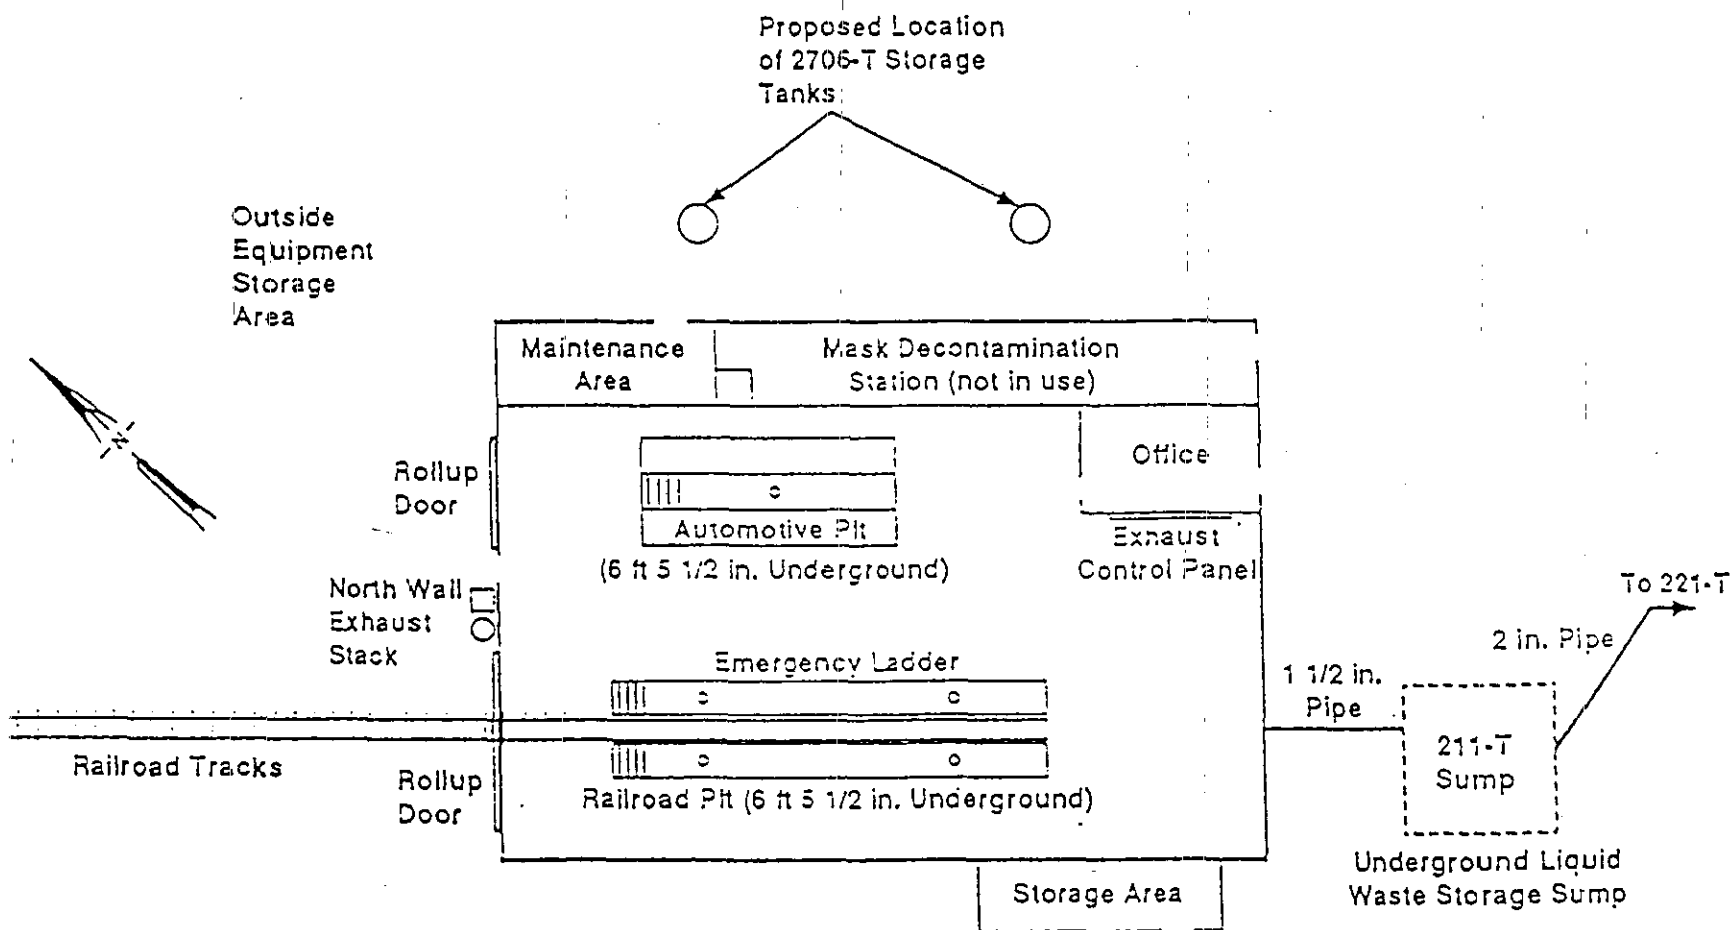 Proposed Location
of 2706-T Storage
Tanks
Outside
Equipment
Storage
Area
N
Maintenance
Area
Mask Decontamination
Station (not in use)
Rollup
Door
Office
Automotive Pit
(6 ft 5 1/2 in. Underground)
Exhaust
Control Panel
North Wall
Exhaust
Stack
To 221-T
2 in. Pipe
Emergency Ladder
1 1/2 in.
Pipe
211-T
Sump
Railroad Tracks
Rollup
Door
Railroad Pit (6 ft 5 1/2 in. Underground)
Underground Liquid
Waste Storage Sump
Storage Area